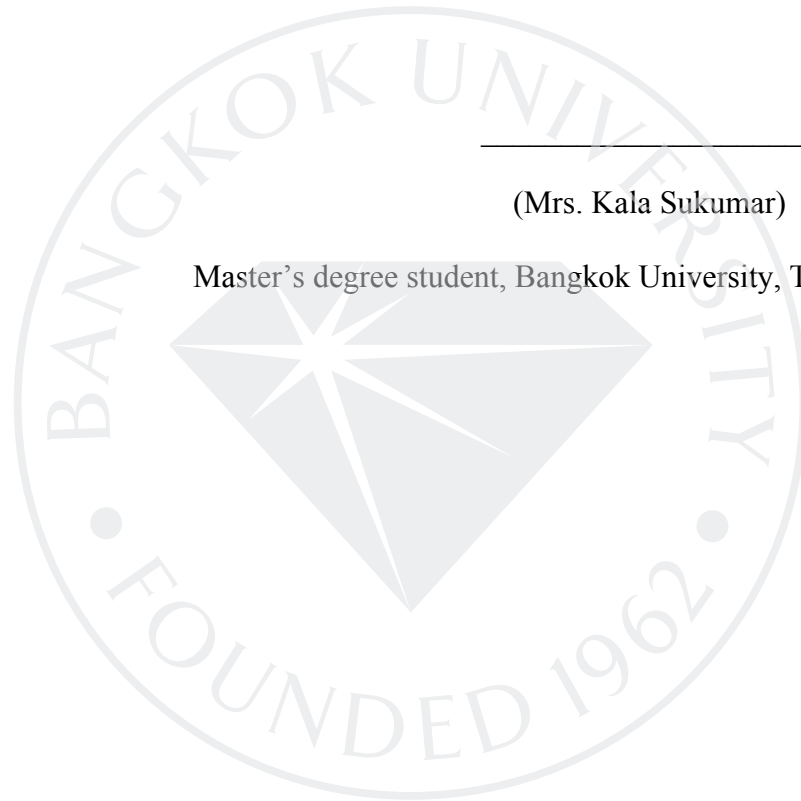 BANGKOK UNIVERSITY
(Mrs. Kala Sukumar)
Master's degree student, Bangkok University,
• FOUNDED 1962 •